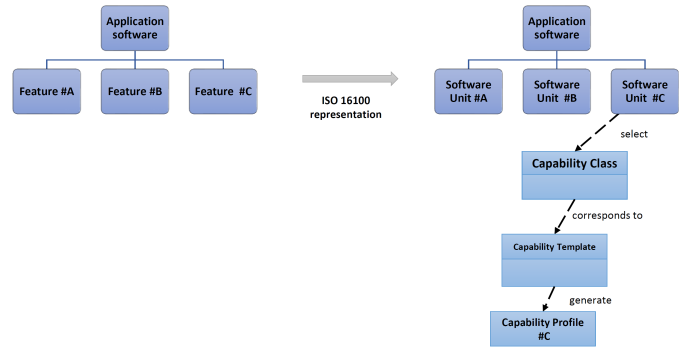 Application
software
Feature #A
Feature #B
Feature #C
ISO 16100
representation
Application
software
Software
Unit #A
Software
Unit #B
Software
Unit #C
select
Capability Class
corresponds to
Capability Template
generate
Capability Profile
#C